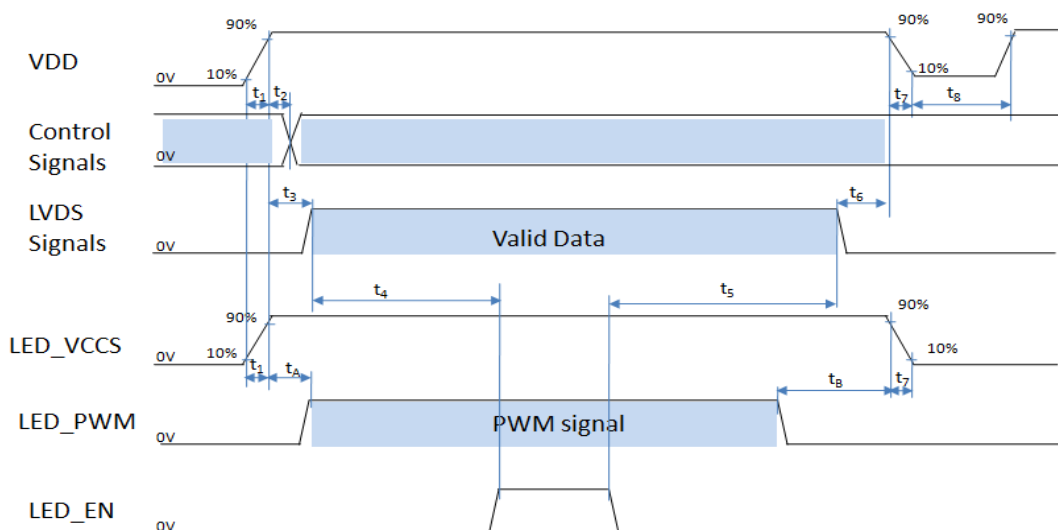 90%
90%
90%
VDD
10%
10%
0V
t1
t2
t7
t8
Control
Signals
0V
LVDS
Signals
t3
t6
Valid Data
0V
t4
t5
90%
90%
LED_VCCS
10%
10%
0V
t1
tA
tB
t7
LED_PWM
PWM signal
0V
LED_EN
0V